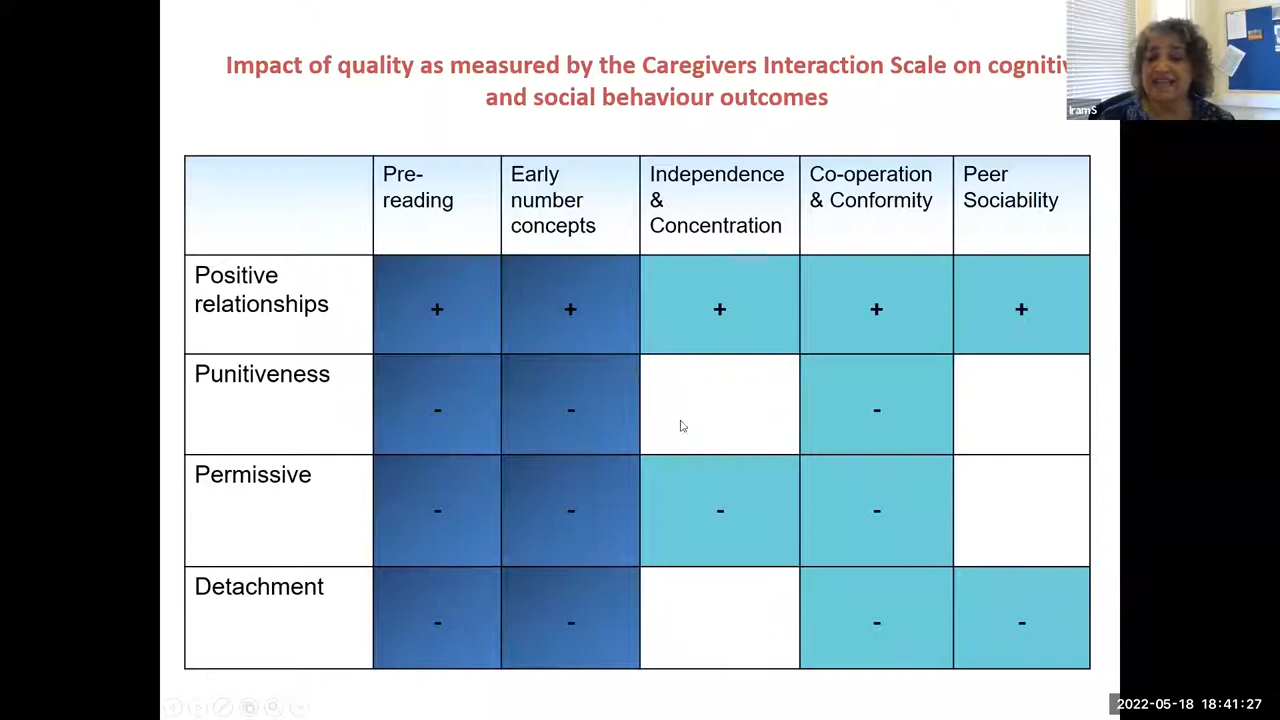 Impact of quality as measured by the Caregivers Interaction Scale on
and social behaviour outcomes
IramS
Pre-
reading
Early
number
concepts
Independence
&
Concentration
Co-operation
& Conformity
Peer
Sociability
Positive
relationships
+ + + + +
Punitiveness
- - -
Permissive
- - - -
Detachment
- - - -
2022-05-18 18:41:27